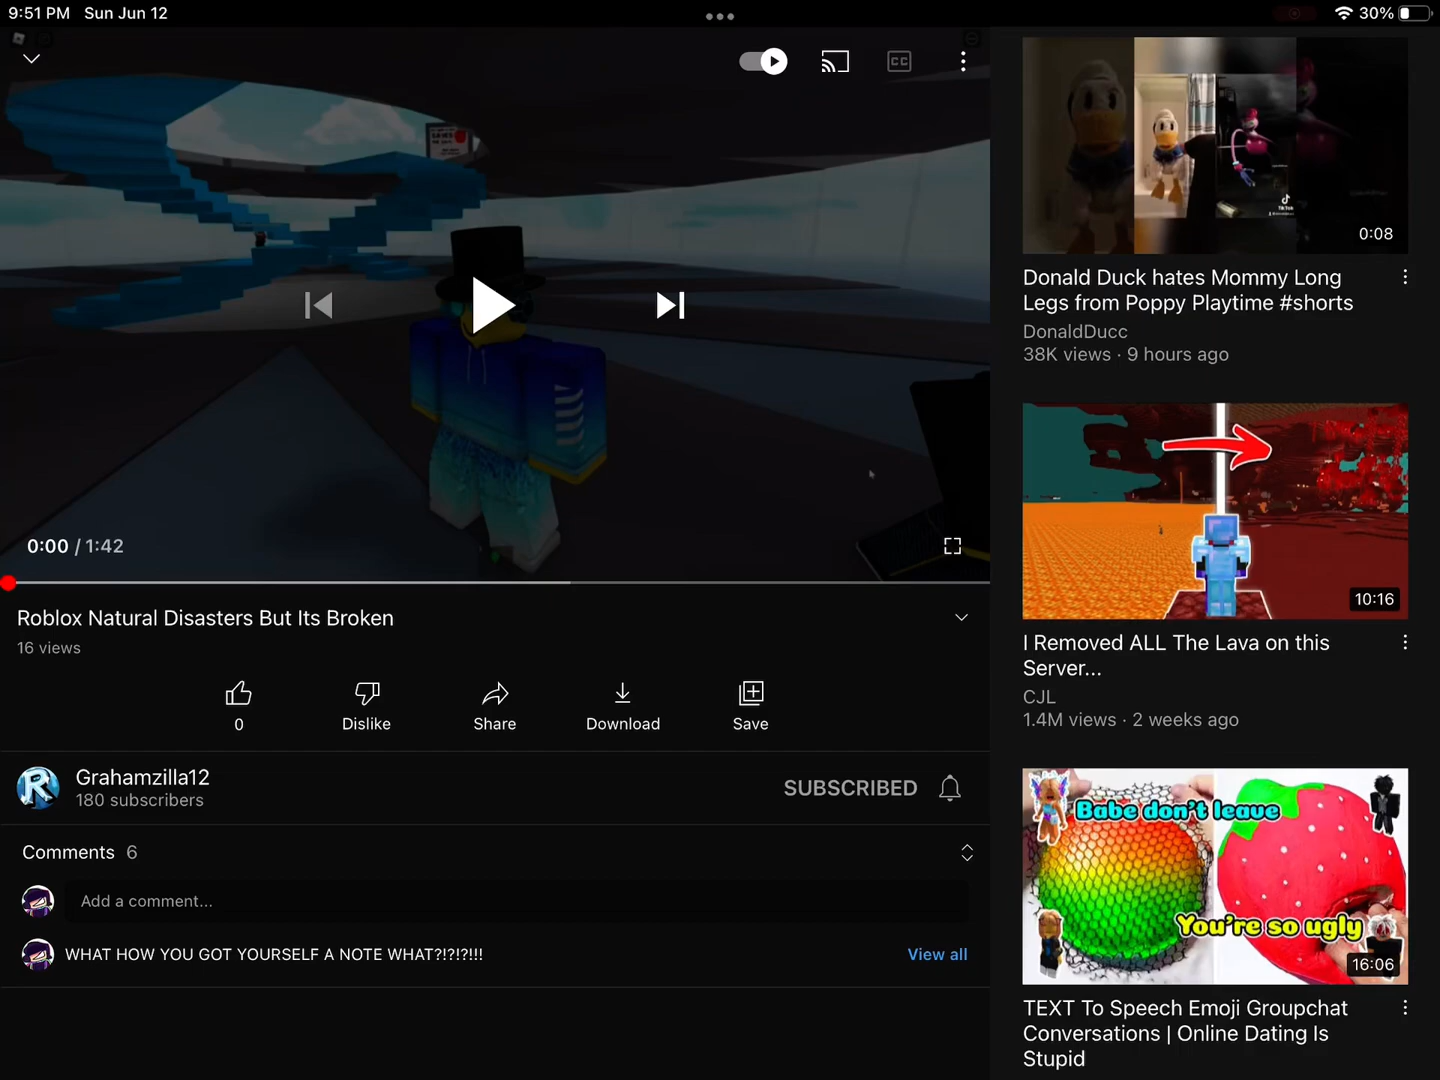 9:51 PM Sun Jun 12
30%
CC
0:00 / 1:42
Roblox Natural Disasters But Its Broken
16 views
0
Dislike
Share
Download
Save
Grahamzilla12
180 subscribers
SUBSCRIBED
Comments 6
Add a comment...
WHAT HOW YOU GOT YOURSELF A NOTE WHAT?!?!?!!!
View all
TikTok
0:08
Donald Duck hates Mommy Long
Legs from Poppy Playtime #shorts
DonaldDucc
38K views · 9 hours ago
10:16
I Removed ALL The Lava on this
Server...
CJL
1.4M views · 2 weeks ago
Babe don't leave
You're so ugly
16:06
TEXT To Speech Emoji Groupchat
Conversations | Online Dating Is
Stupid